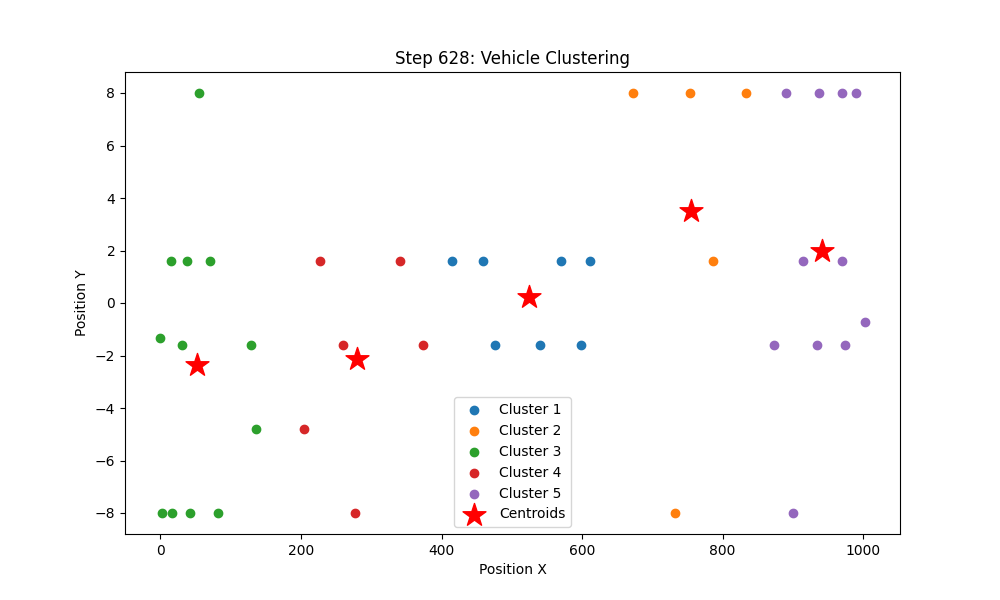 Step 628: Vehicle Clustering
Position Y
8
6
4
2
0
−2
−4
−6
−8
Cluster 1
Cluster 2
Cluster 3
Cluster 4
Cluster 5
Centroids
0 200 400 600 800 1000
Position X